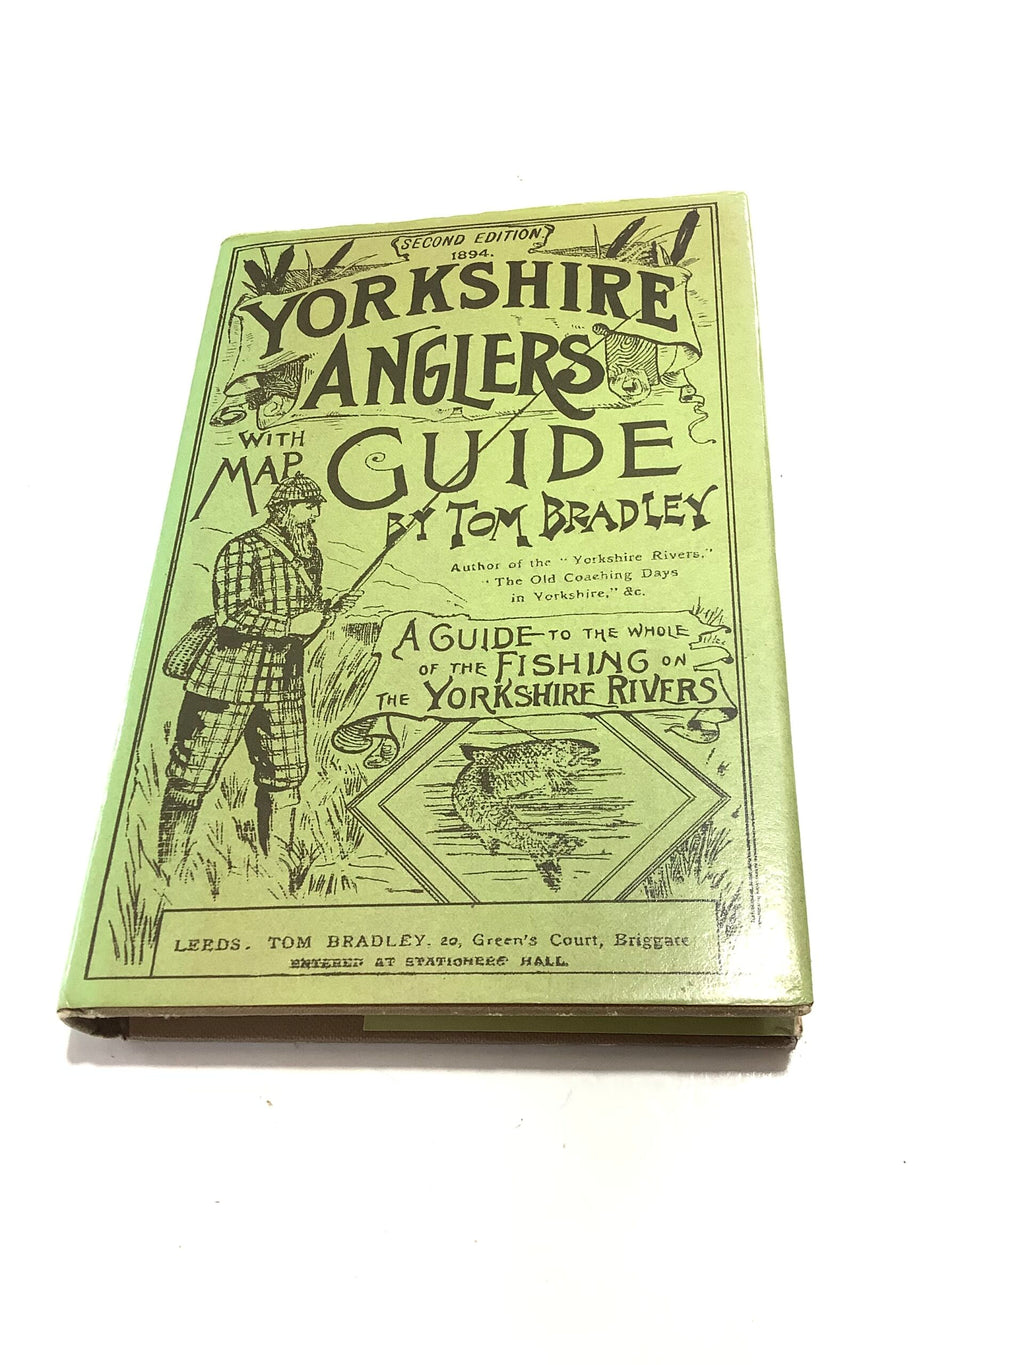 SECOND EDITION.
1894.
YORKSHIRE
ANGLERS
GUIDE
WITH
MAP.
BY TOM BRADLEY
Author of the "Yorkshire Rivers,"
"The Old Coaching Days
in Yorkshire," &c.
A GUIDE TO THE WHOLE
OF THE FISHING ON
THE YORKSHIRE RIVERS
LEEDS. TOM BRADLEY. 20, Green's Court, Briggate
ENTERED AT STATIONERS HALL.